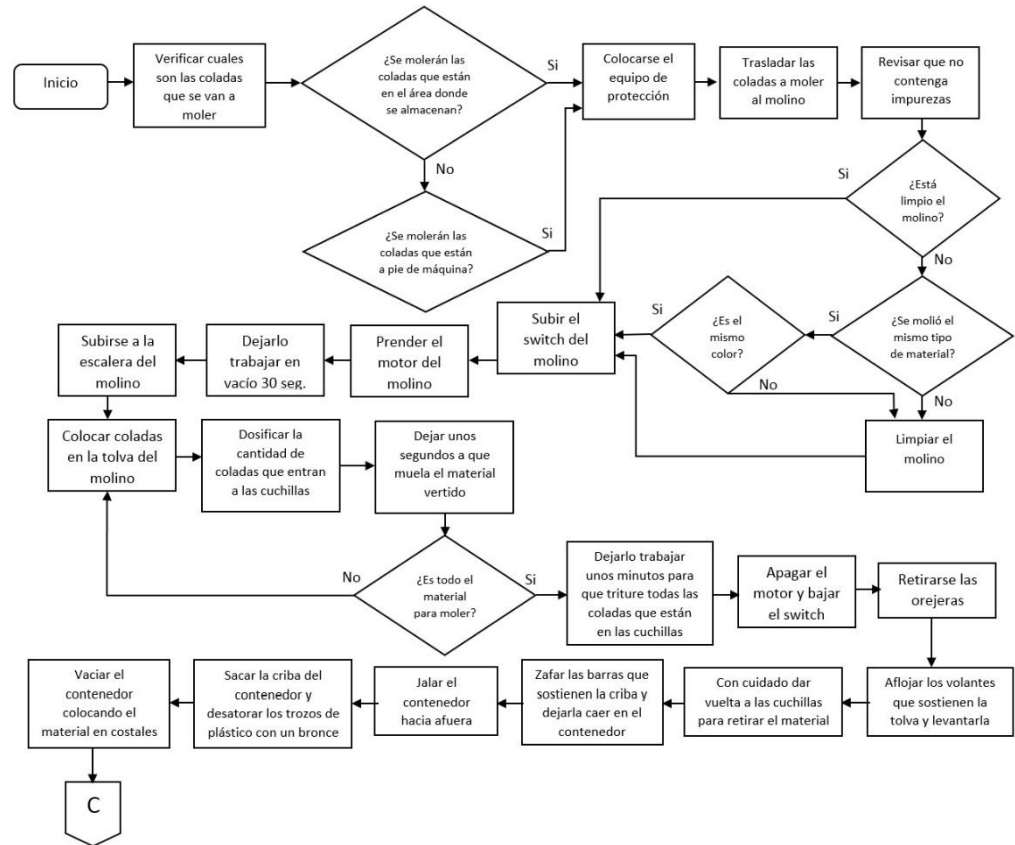 Inicio
Verificar cuales
son las coladas
que se van a
moler
¿Se molerán las
coladas que están
en el área donde
se almacenan?
Si
No
¿Se molerán las
coladas que están
a pie de máquina?
Si
Colocarse el
equipo de
protección
Trasladar las
coladas a moler
al molino
Revisar que no
contenga
impurezas
¿Está
limpio el
molino?
Si
No
¿Se molió el
mismo tipo
de material?
Si
No
¿Es el
mismo
color?
Si
No
Limpiar el
molino
Subir el
switch del
molino
Prender el
motor del
molino
Dejarlo
trabajar en
vacío 30 seg.
Subirse a la
escalera del
molino
Colocar coladas
en la tolva del
molino
Dosificar la
cantidad de
coladas que entran
a las cuchillas
Dejar unos
segundos a que
muela el material
vertido
¿Es todo el
material
para moler?
No
Si
Dejarlo trabajar
unos minutos para
que triture todas las
coladas que están
en las cuchillas
Apagar el
motor y bajar
el switch
Retirarse las
orejeras
Aflojar los volantes
que sostienen la
tolva y levantarla
Con cuidado dar
vuelta a las cuchillas
para retirar el material
Zafar las barras que
sostienen la criba y
dejarla caer en el
contenedor
Jalar el
contenedor
hacia afuera
Sacar la criba del
contenedor y
desatorar los trozos de
plástico con un bronce
Vaciar el
contenedor
colocando el
material en costales
C